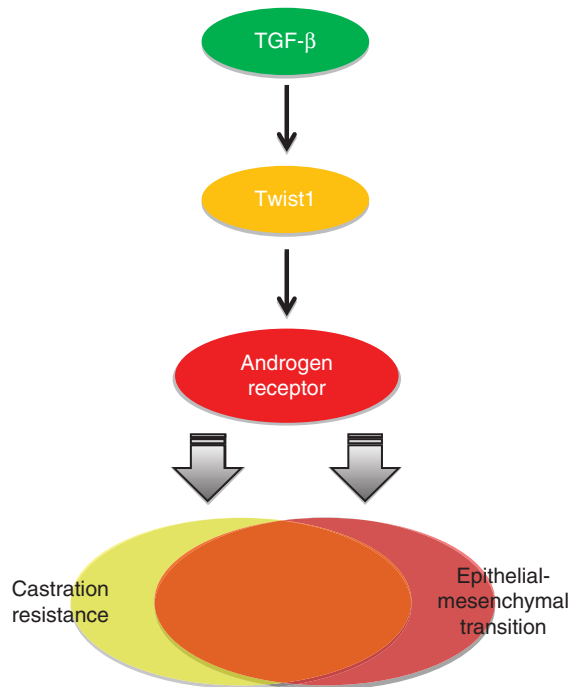 TGF-β
Twist1
Androgen
receptor
Castration
resistance
Epithelial-
mesenchymal
transition